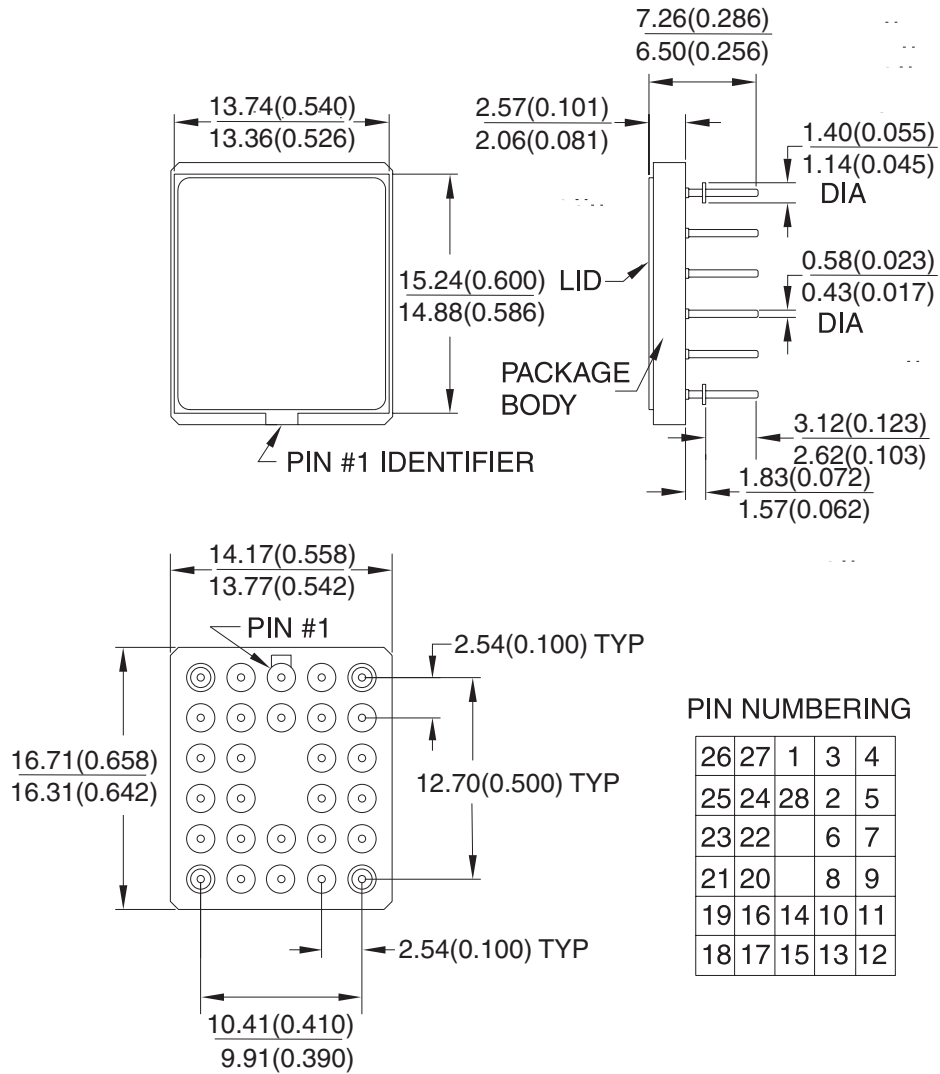 7.26(0.286)
6.50(0.256)
13.74(0.540)
13.36(0.526)
2.57(0.101)
2.06(0.081)
1.40(0.055)
1.14(0.045)
DIA
15.24(0.600)
14.88(0.586)
LID
0.58(0.023)
0.43(0.017)
DIA
PACKAGE
BODY
3.12(0.123)
2.62(0.103)
PIN #1 IDENTIFIER
1.83(0.072)
1.57(0.062)
14.17(0.558)
13.77(0.542)
PIN #1
2.54(0.100) TYP
16.71(0.658)
16.31(0.642)
12.70(0.500) TYP
2.54(0.100) TYP
10.41(0.410)
9.91(0.390)
PIN NUMBERING
26 27 1 3 4
25 24 28 2 5
23 22 6 7
21 20 8 9
19 16 14 10 11
18 17 15 13 12